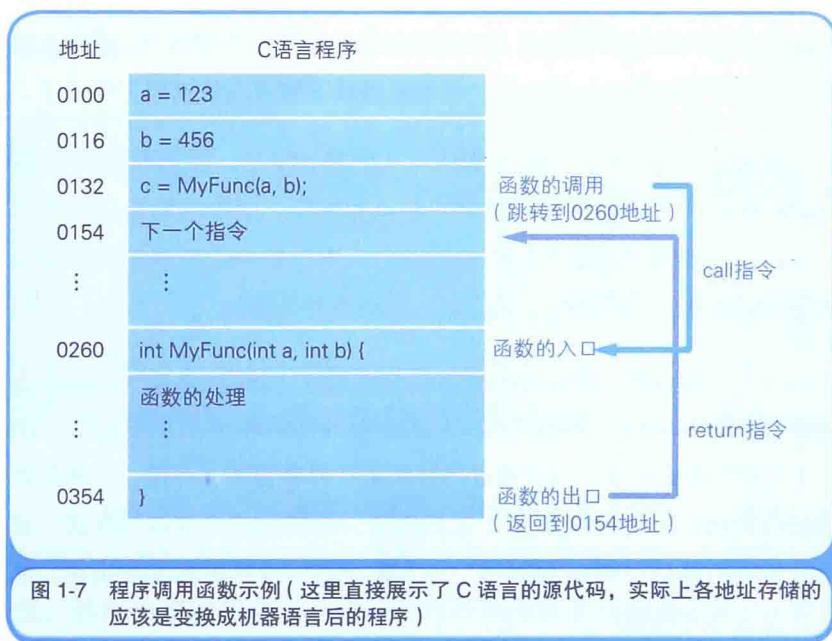 地址 C语言程序
0100 a = 123
0116 b = 456
0132 c = MyFunc(a, b); 函数的调用
(跳转到0260地址)
0154 下一个指令
call指令
⋮ ⋮
0260 int MyFunc(int a, int b) { 函数的入口
函数的处理
⋮ ⋮
return指令
0354 } 函数的出口
(返回到0154地址)
图 1-7 程序调用函数示例(这里直接展示了 C 语言的源代码,实际上各地址存储的
应该是变换成机器语言后的程序)